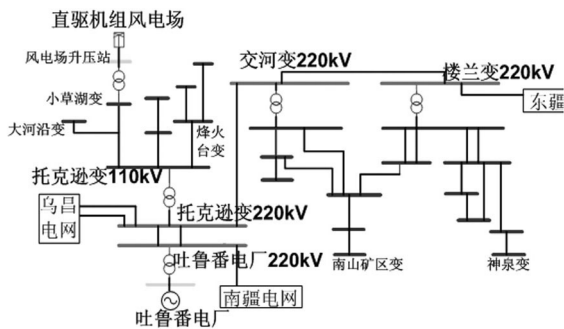 直驱机组风电场
风电场升压站
交河变220kV
楼兰变220kV
小草湖变
东疆
大河沿变
烽火
台变
托克逊变110kV
乌昌
电网
托克逊变220kV
吐鲁番电厂220kV
南山矿区变
神泉变
南疆电网
吐鲁番电厂